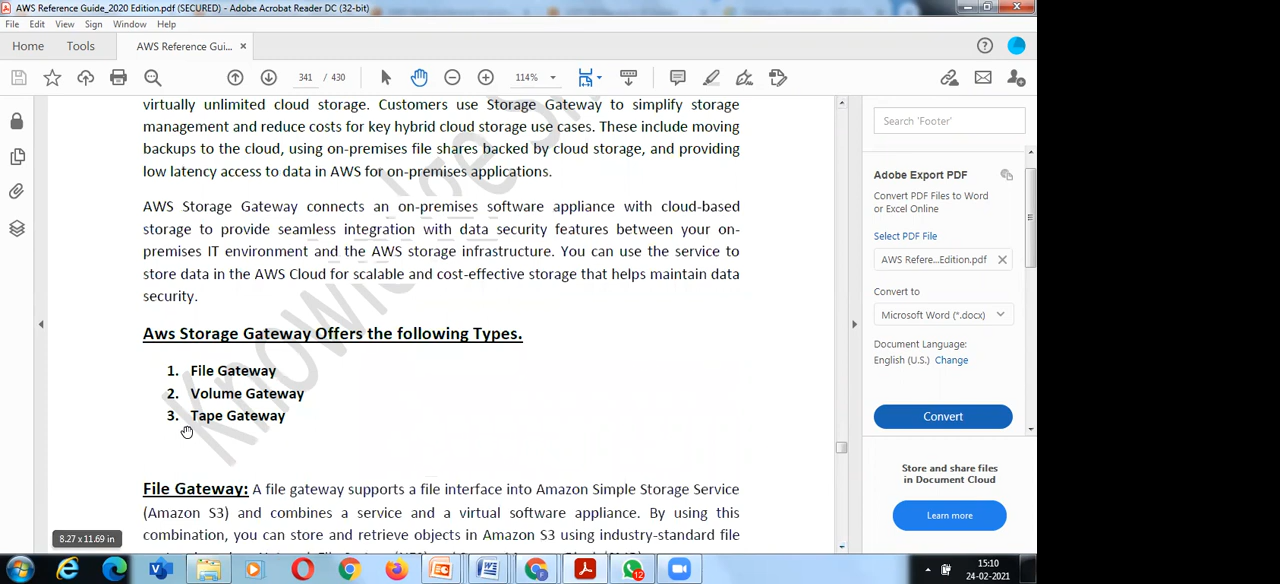 AWS Reference Guide_2020 Edition.pdf (SECURED) - Adobe Acrobat Reader DC (32-bit)
File Edit View Sign Window Help
Home Tools AWS Reference Gui... ×
341 / 430 114%
virtually unlimited cloud storage. Customers use Storage Gateway to simplify storage
management and reduce costs for key hybrid cloud storage use cases. These include moving
backups to the cloud, using on-premises file shares backed by cloud storage, and providing
low latency access to data in AWS for on-premises applications.
AWS Storage Gateway connects an on-premises software appliance with cloud-based
storage to provide seamless integration with data security features between your on-
premises IT environment and the AWS storage infrastructure. You can use the service to
store data in the AWS Cloud for scalable and cost-effective storage that helps maintain data
security.
Aws Storage Gateway Offers the following Types.
1. File Gateway
2. Volume Gateway
3. Tape Gateway
File Gateway: A file gateway supports a file interface into Amazon Simple Storage Service
(Amazon S3) and combines a service and a virtual software appliance. By using this
combination, you can store and retrieve objects in Amazon S3 using industry-standard file
8.27 x 11.69 in
Search 'Footer'
Adobe Export PDF
Convert PDF Files to Word
or Excel Online
Select PDF File
AWS Refere...Edition.pdf
Convert to
Microsoft Word (*.docx)
Document Language:
English (U.S.) Change
Convert
Store and share files
in Document Cloud
Learn more
12
15:10
24-02-2021